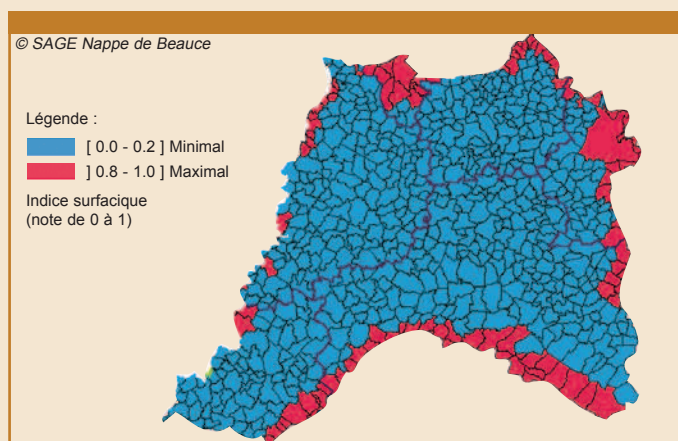 © SAGE Nappe de Beauce
Légende :
[ 0.0 - 0.2 ] Minimal
] 0.8 - 1.0 ] Maximal
Indice surfacique
(note de 0 à 1)